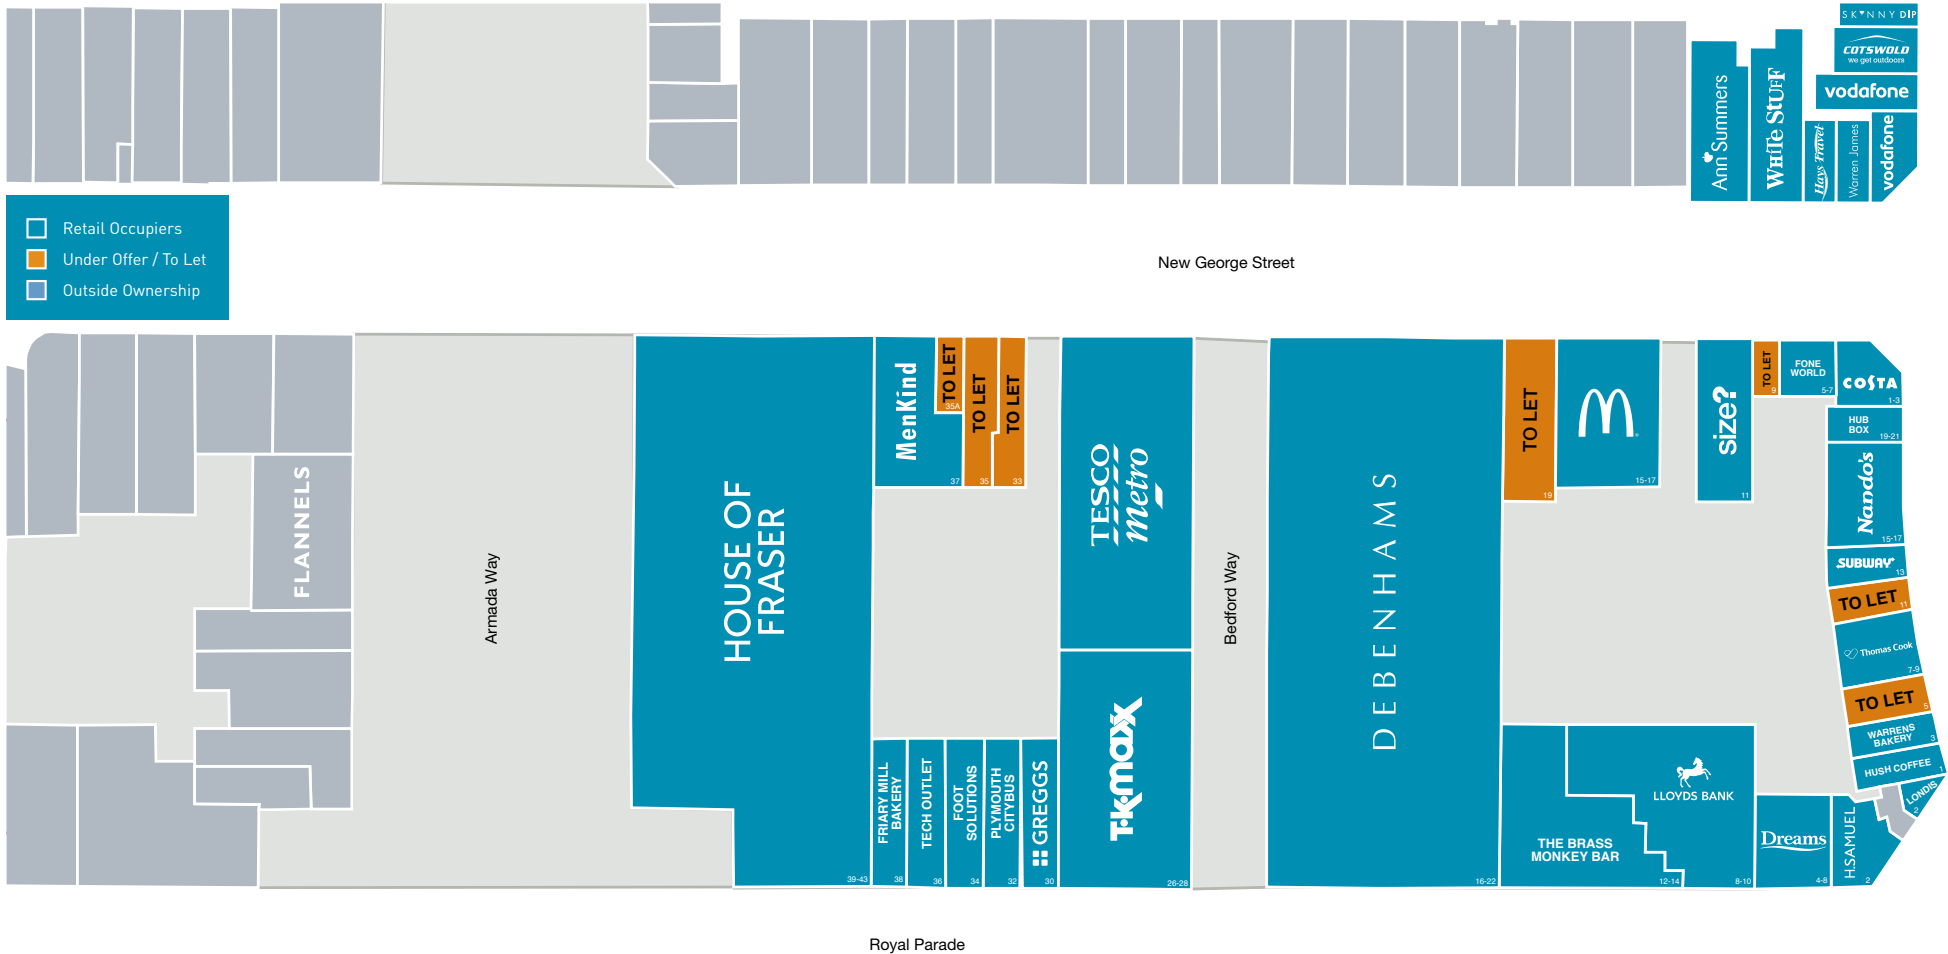 SKNNY DIP
COTSWOLD
we get outdoors
vodafone
Ann Summers
WHiTe STUFF
Hays Travel
Warren James
vodafone
Retail Occupiers
Under Offer / To Let
Outside Ownership
New George Street
FLANNELS
Armada Way
HOUSE OF
FRASER
39-43
MenKind
37
TO LET
35A
TO LET
35
TO LET
33
TESCO
Metro
Bedford Way
DEBENHAMS
16-22
TO LET
19
M
15-17
size?
11
TO LET
9
FONE
WORLD
5-7
COSTA
1-3
HUB
BOX
19-21
Nando's
15-17
SUBWAY
13
TO LET
11
Thomas Cook
7-9
TO LET
5
WARRENS
BAKERY
3
HUSH COFFEE
1
LONDIS
2
FRIARY MILL
BAKERY
38
TECH OUTLET
36
FOOT
SOLUTIONS
34
PLYMOUTH
CITYBUS
32
GREGGS
30
T·K·maxx
26-28
THE BRASS
MONKEY BAR
12-14
LLOYDS BANK
8-10
Dreams
4-8
H.SAMUEL
2
Royal Parade